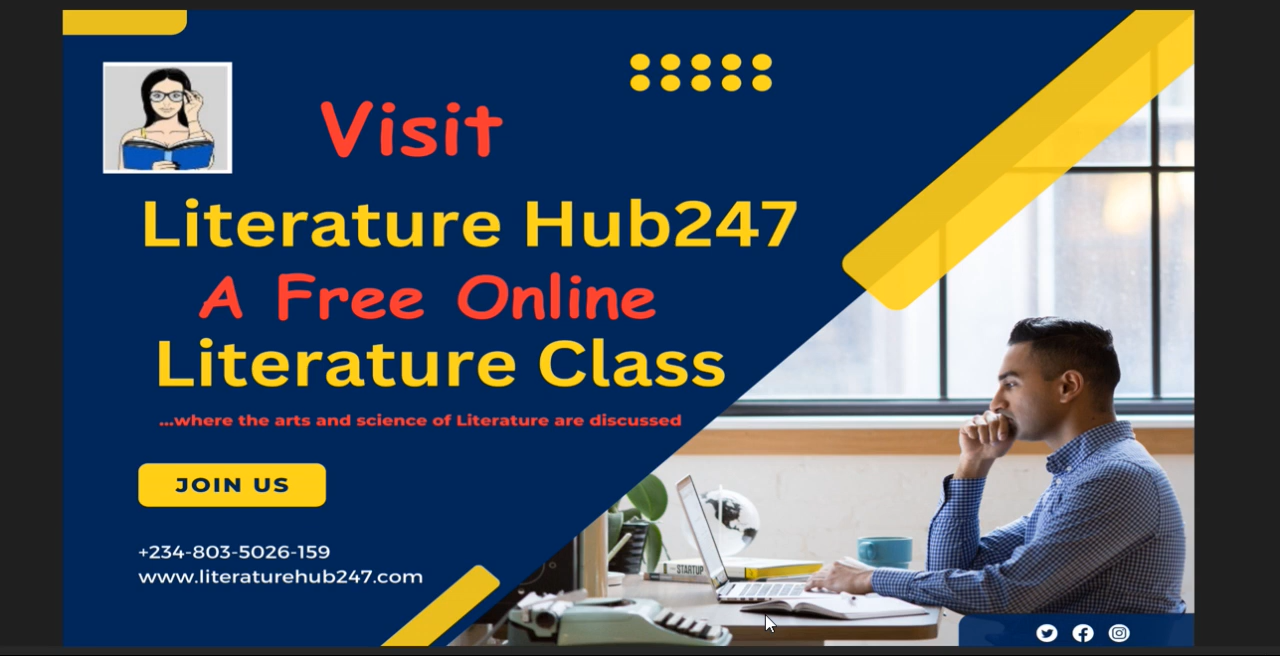 Visit
Literature Hub247
A Free Online
Literature Class
...where the arts and science of Literature are discussed
JOIN US
+234-803-5026-159
www.literaturehub247.com
STARTUP